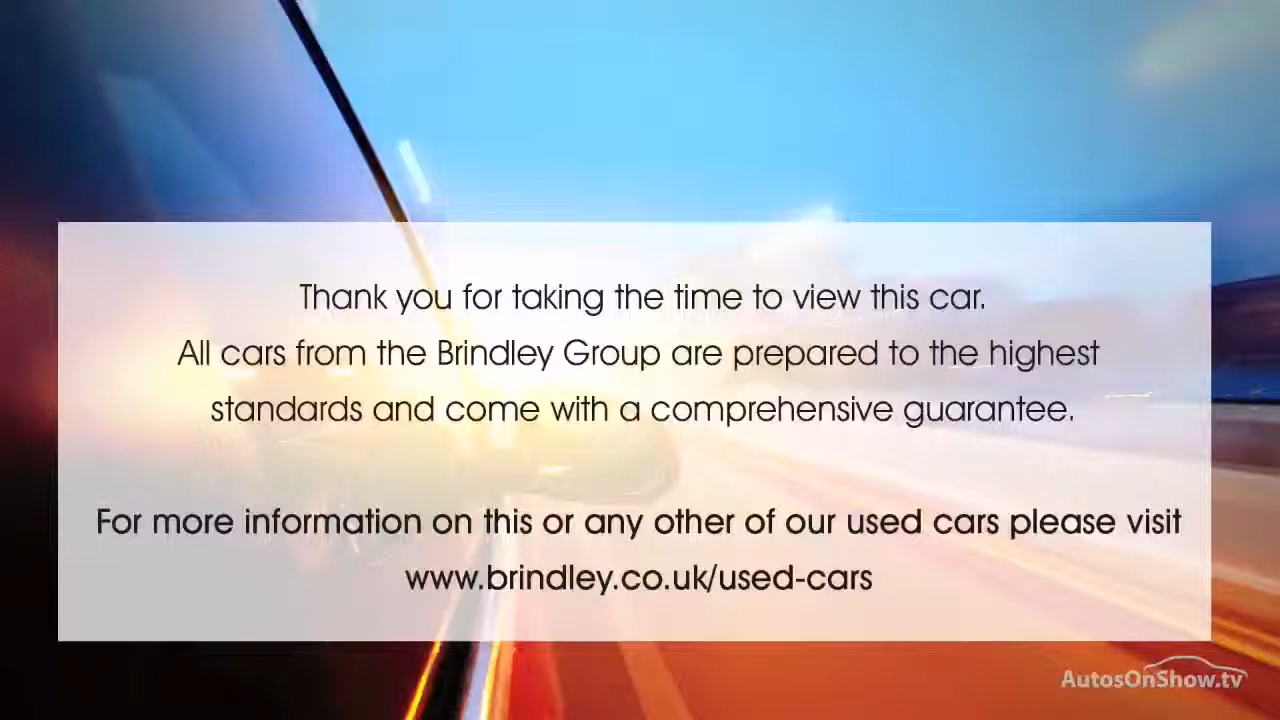 Thank you for taking the time to view this car.
All cars from the Brindley Group are prepared to the highest
standards and come with a comprehensive guarantee.
For more information on this or any other of our used cars please visit
www.brindley.co.uk/used-cars
AutosOnShow.tv